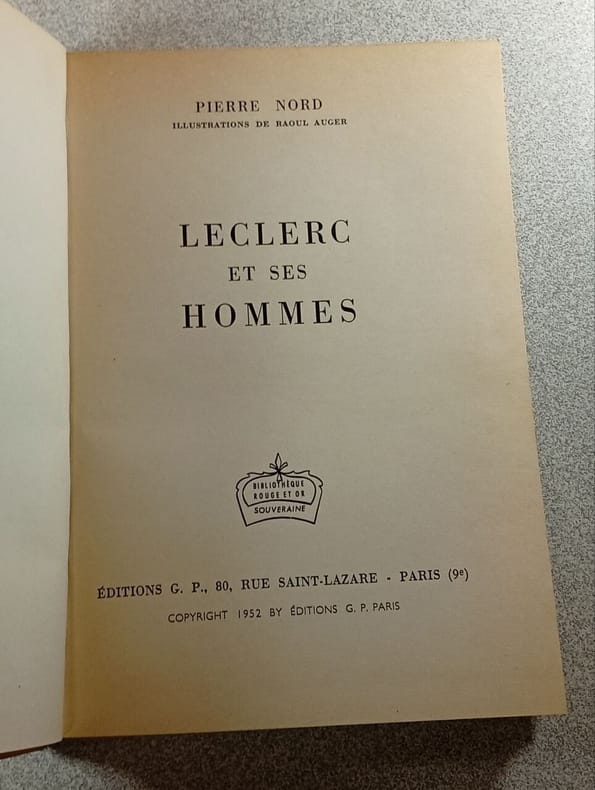 PIERRE NORD
ILLUSTRATIONS DE RAOUL AUGER
LECLERC
ET SES
HOMMES
BIBLIOTHÈQUE
ROUGE ET OR
SOUVERAINE
ÉDITIONS G. P., 80, RUE SAINT-LAZARE - PARIS (9e)
COPYRIGHT 1952 BY ÉDITIONS G. P. PARIS